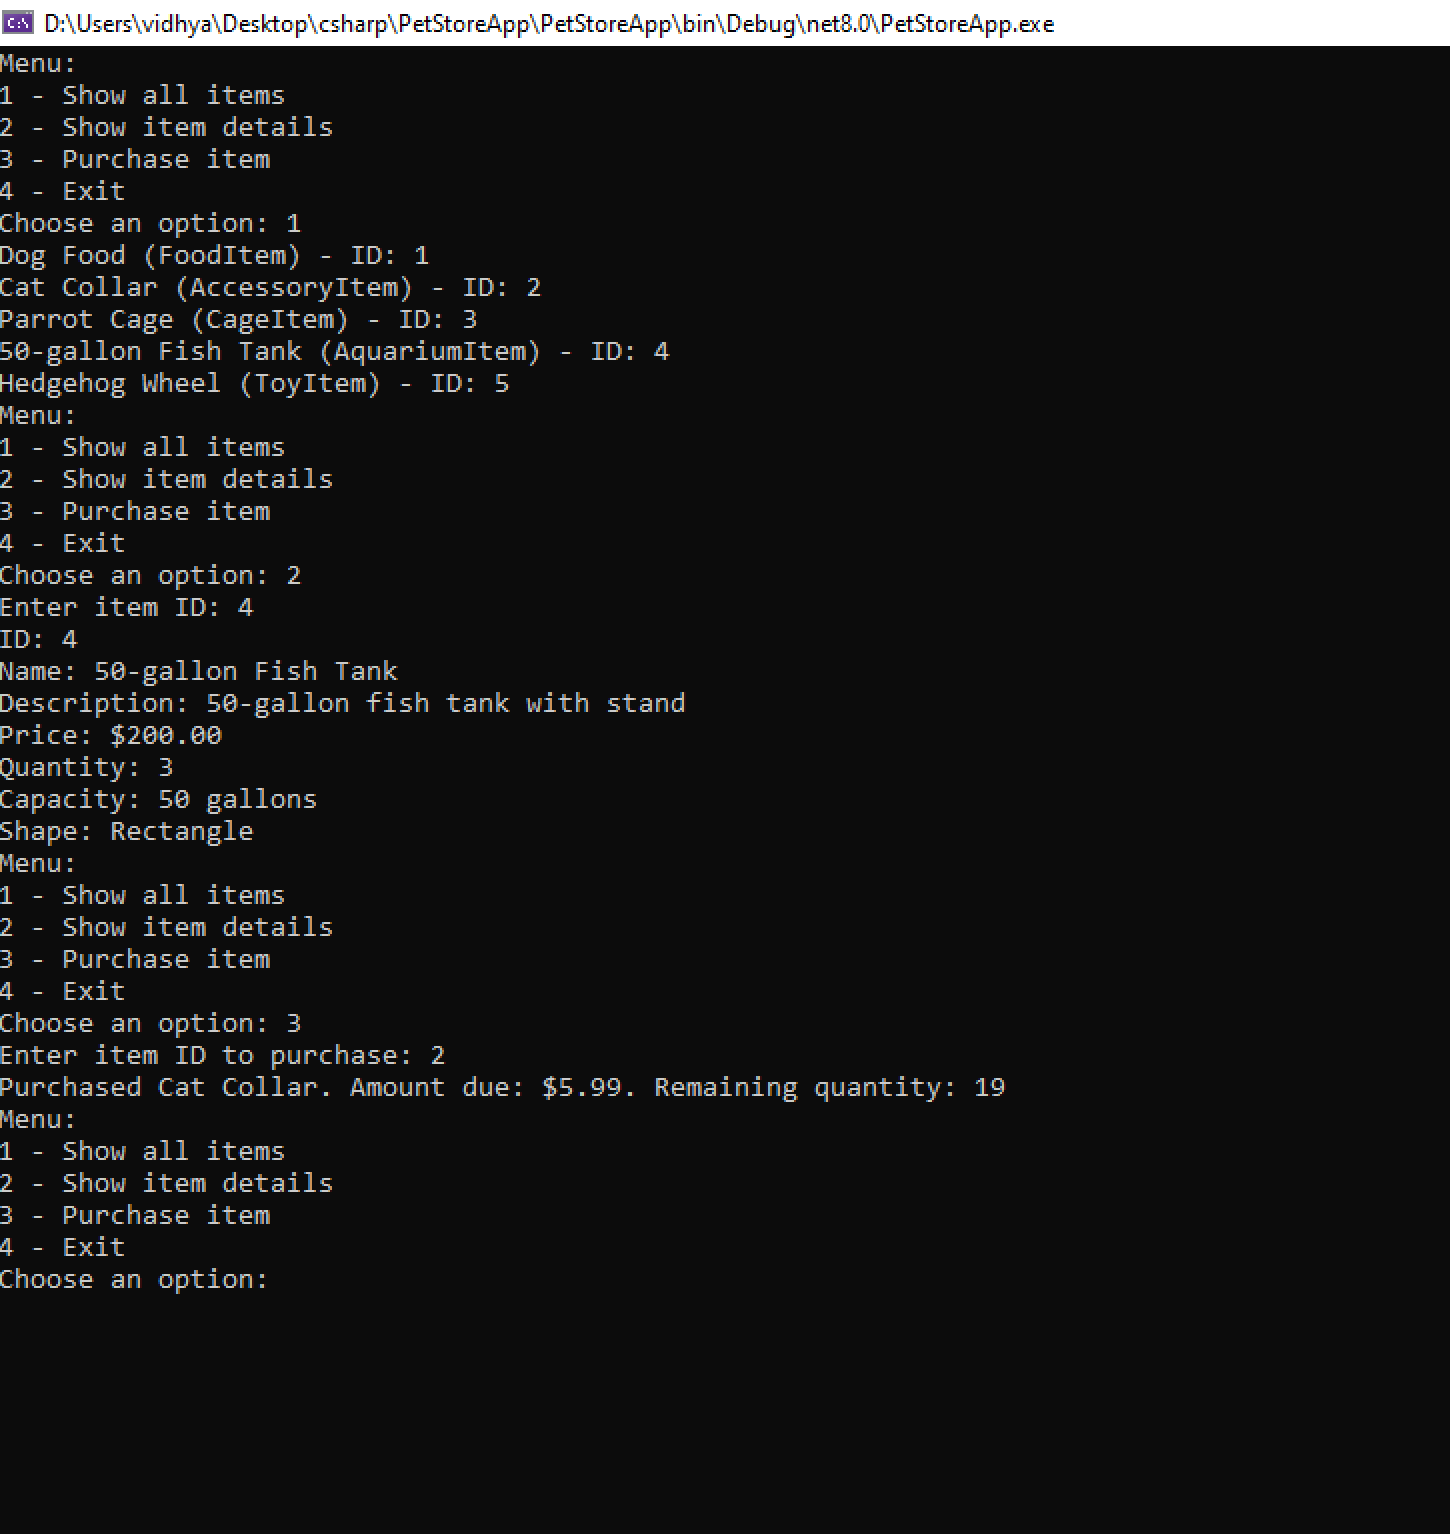 D:\Users\vidhya\Desktop\csharp\PetStoreApp\PetStoreApp\bin\Debug\net8.0\PetStoreApp.exe
Menu:
1 - Show all items
2 - Show item details
3 - Purchase item
4 - Exit
Choose an option: 1
Dog Food (FoodItem) - ID: 1
Cat Collar (AccessoryItem) - ID: 2
Parrot Cage (CageItem) - ID: 3
50-gallon Fish Tank (AquariumItem) - ID: 4
Hedgehog Wheel (ToyItem) - ID: 5
Menu:
1 - Show all items
2 - Show item details
3 - Purchase item
4 - Exit
Choose an option: 2
Enter item ID: 4
ID: 4
Name: 50-gallon Fish Tank
Description: 50-gallon fish tank with stand
Price: $200.00
Quantity: 3
Capacity: 50 gallons
Shape: Rectangle
Menu:
1 - Show all items
2 - Show item details
3 - Purchase item
4 - Exit
Choose an option: 3
Enter item ID to purchase: 2
Purchased Cat Collar. Amount due: $5.99. Remaining quantity: 19
Menu:
1 - Show all items
2 - Show item details
3 - Purchase item
4 - Exit
Choose an option: